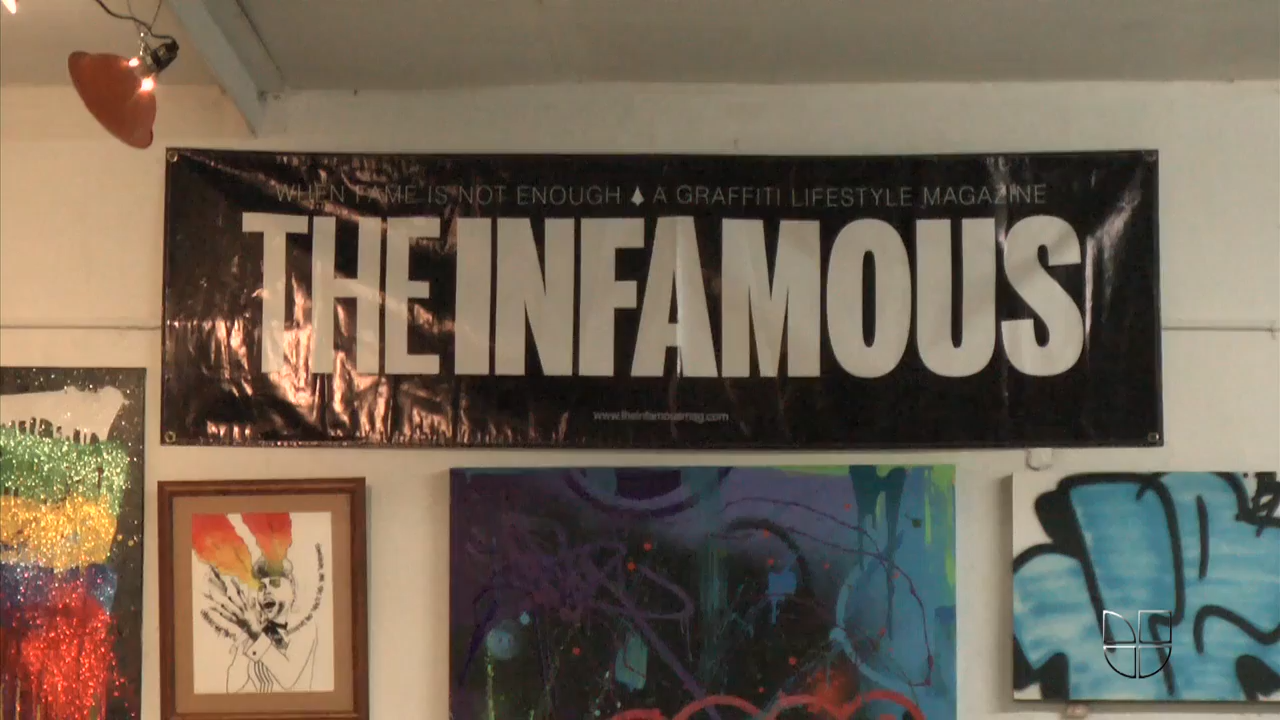 WHEN FAME IS NOT ENOUGH ♦ A GRAFFITI LIFESTYLE MAGAZINE
THE INFAMOUS
www.theinfamousmag.com